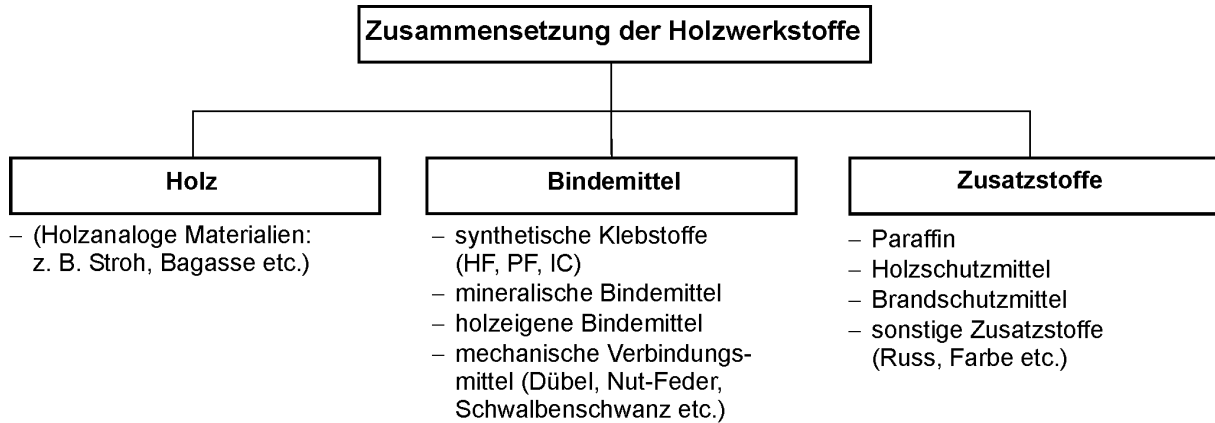 Zusammensetzung der Holzwerkstoffe
Holz
– (Holzanaloge Materialien:
z. B. Stroh, Bagasse etc.)
Bindemittel
– synthetische Klebstoffe
(HF, PF, IC)
– mineralische Bindemittel
– holzeigene Bindemittel
– mechanische Verbindungs-
mittel (Dübel, Nut-Feder,
Schwalbenschwanz etc.)
Zusatzstoffe
– Paraffin
– Holzschutzmittel
– Brandschutzmittel
– sonstige Zusatzstoffe
(Russ, Farbe etc.)